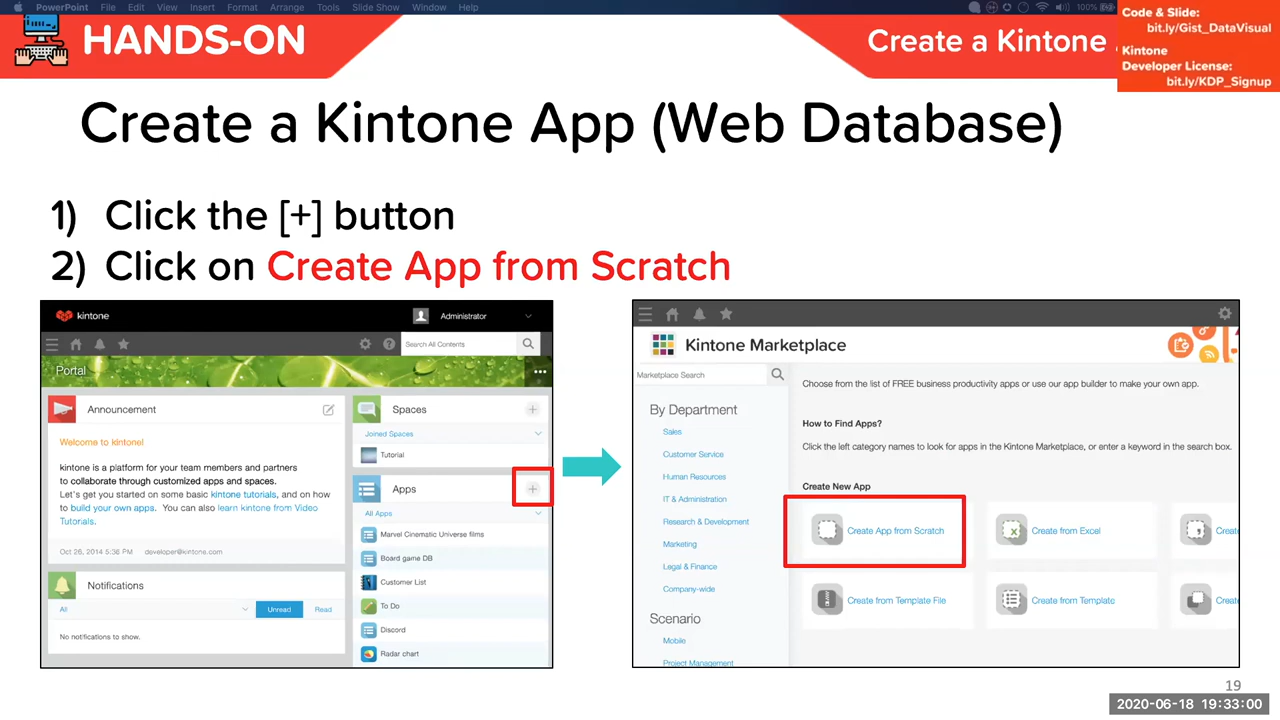 PowerPoint File Edit View Insert Format Arrange Tools Slide Show Window Help 100%
HANDS-ON
Create a Kintone
Code & Slide:
bit.ly/Gist_DataVisual
Kintone
Developer License:
bit.ly/KDP_Signup
Create a Kintone App (Web Database)
1) Click the [+] button
2) Click on Create App from Scratch
kintone
Administrator
Search All Contents
Portal
Announcement
Welcome to kintone!
kintone is a platform for your team members and partners
to collaborate through customized apps and spaces.
Let's get you started on some basic kintone tutorials, and on how
to build your own apps. You can also learn kintone from Video
Tutorials.
Oct 26, 2014 5:36 PM developer@kintone.com
Notifications
All
Unread
Read
No notifications to show.
Spaces
Joined Spaces
Tutorial
Apps
All Apps
Marvel Cinematic Universe films
Board game DB
Customer List
To Do
Discord
Radar chart
Kintone Marketplace
Marketplace Search
By Department
Sales
Customer Service
Human Resources
IT & Administration
Research & Development
Marketing
Legal & Finance
Company-wide
Scenario
Mobile
Project Management
Choose from the list of FREE business productivity apps or use our app builder to make your own app.
How to Find Apps?
Click the left category names to look for apps in the Kintone Marketplace, or enter a keyword in the search box.
Create New App
Create App from Scratch
Create from Excel
Create from Template File
Create from Template
19
2020-06-18 19:33:00